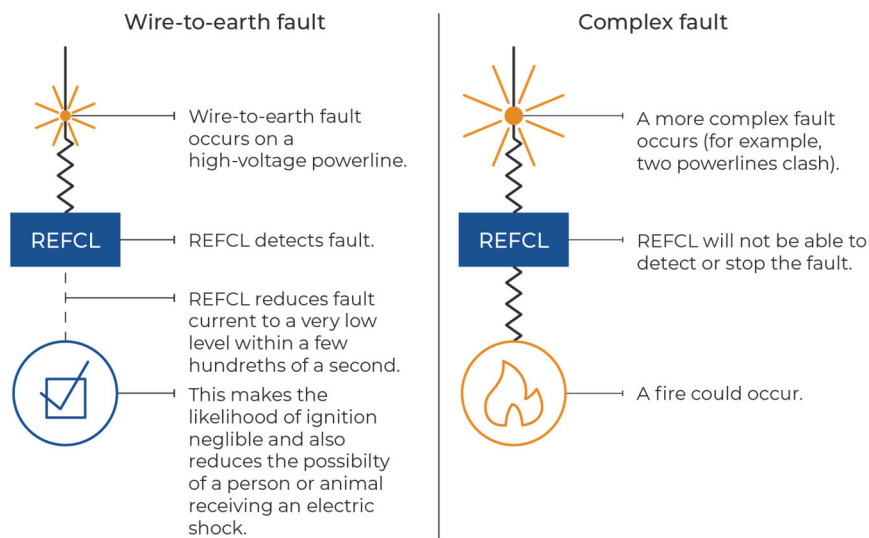 Wire-to-earth fault
Wire-to-earth fault
occurs on a
high-voltage powerline.
REFCL
REFCL detects fault.
REFCL reduces fault
current to a very low
level within a few
hundreths of a second.
This makes the
likelihood of ignition
neglible and also
reduces the possibilty
of a person or animal
receiving an electric
shock.
Complex fault
A more complex fault
occurs (for example,
two powerlines clash).
REFCL
REFCL will not be able to
detect or stop the fault.
A fire could occur.